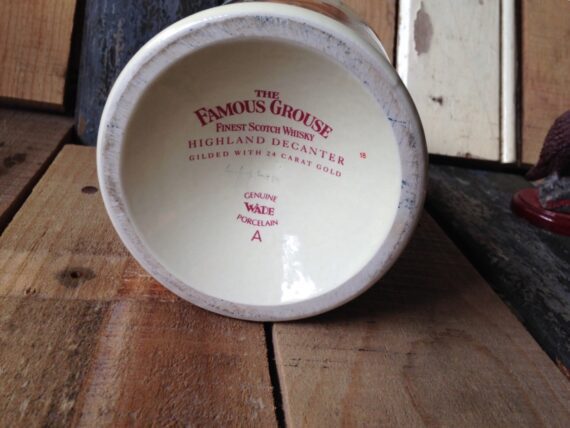 THE
FAMOUS GROUSE
FINEST SCOTCH WHISKY
HIGHLAND DECANTER
GILDED WITH 24 CARAT GOLD
18
GENUINE
WADE
PORCELAIN
A